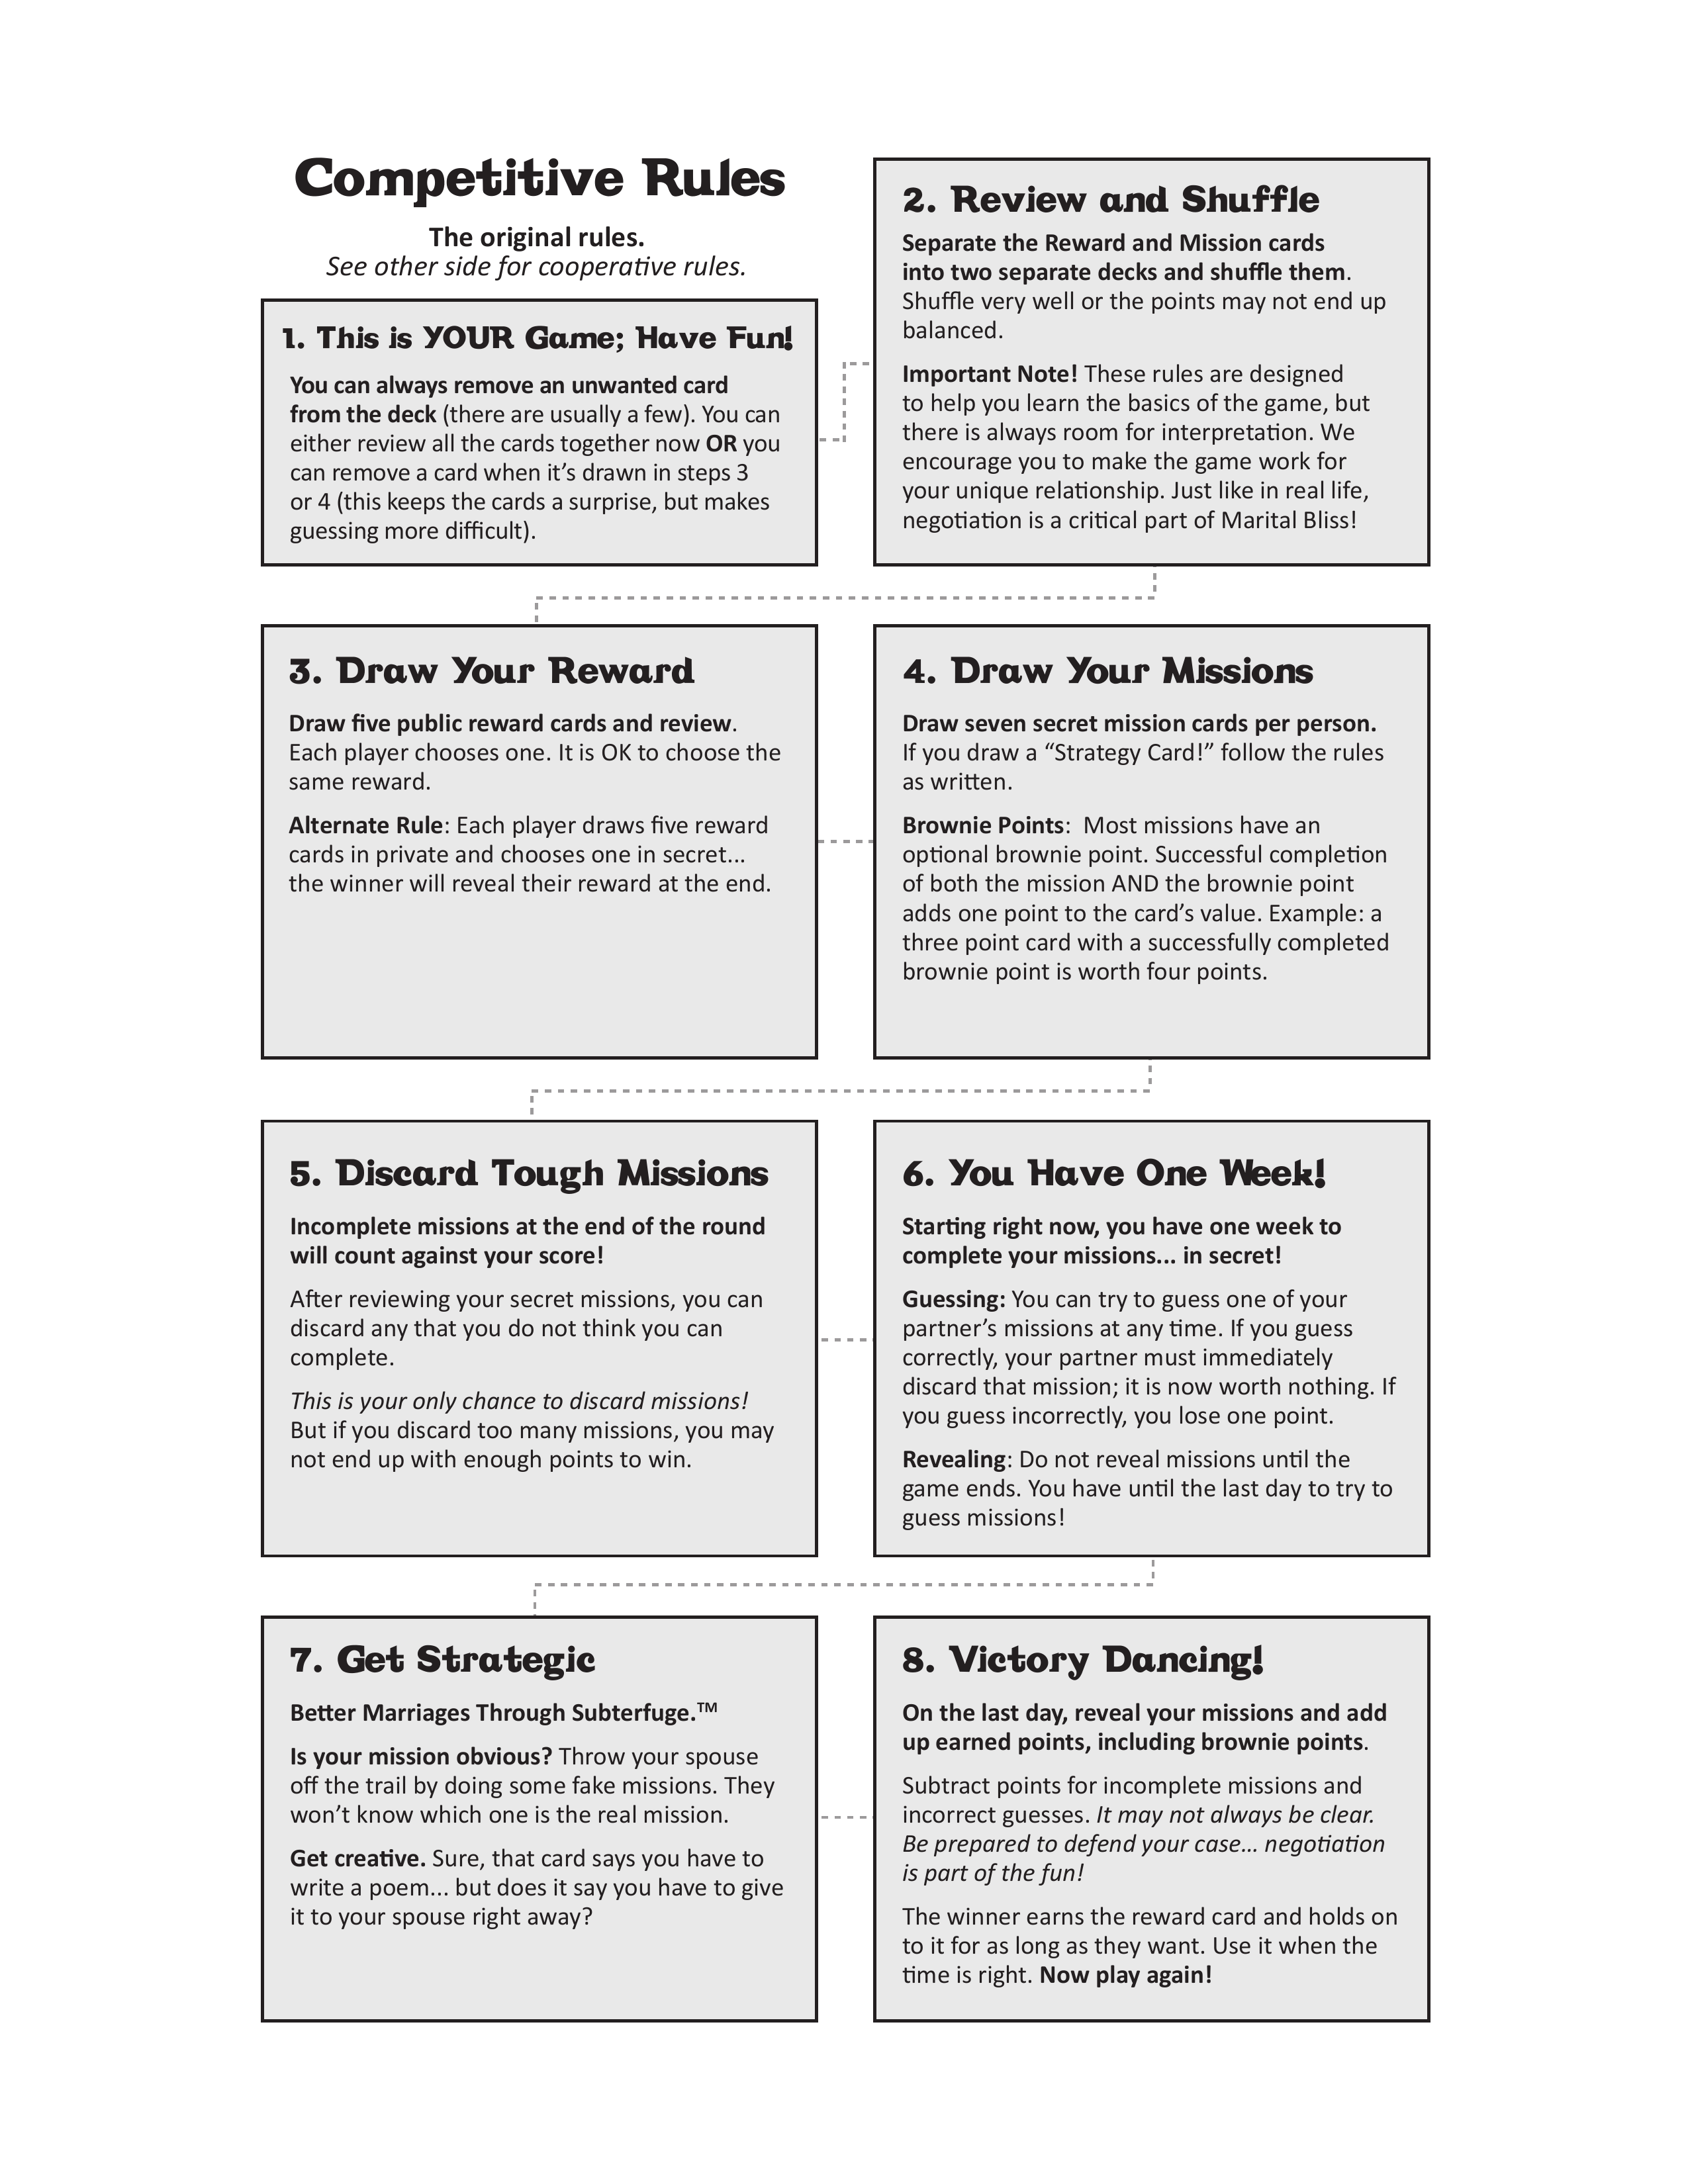 Competitive Rules
The original rules.
See other side for cooperative rules.
1. This is YOUR Game; Have Fun!
You can always remove an unwanted card
from the deck (there are usually a few). You can
either review all the cards together now OR you
can remove a card when it's drawn in steps 3
or 4 (this keeps the cards a surprise, but makes
guessing more difficult).
2. Review and Shuffle
Separate the Reward and Mission cards
into two separate decks and shuffle them.
Shuffle very well or the points may not end up
balanced.
Important Note! These rules are designed
to help you learn the basics of the game, but
there is always room for interpretation. We
encourage you to make the game work for
your unique relationship. Just like in real life,
negotiation is a critical part of Marital Bliss!
3. Draw Your Reward
Draw five public reward cards and review.
Each player chooses one. It is OK to choose the
same reward.
Alternate Rule: Each player draws five reward
cards in private and chooses one in secret...
the winner will reveal their reward at the end.
4. Draw Your Missions
Draw seven secret mission cards per person.
If you draw a “Strategy Card!” follow the rules
as written.
Brownie Points:  Most missions have an
optional brownie point. Successful completion
of both the mission AND the brownie point
adds one point to the card's value. Example: a
three point card with a successfully completed
brownie point is worth four points.
5. Discard Tough Missions
Incomplete missions at the end of the round
will count against your score!
After reviewing your secret missions, you can
discard any that you do not think you can
complete.
This is your only chance to discard missions!
But if you discard too many missions, you may
not end up with enough points to win.
6. You Have One Week!
Starting right now, you have one week to
complete your missions... in secret!
Guessing: You can try to guess one of your
partner's missions at any time. If you guess
correctly, your partner must immediately
discard that mission; it is now worth nothing. If
you guess incorrectly, you lose one point.
Revealing: Do not reveal missions until the
game ends. You have until the last day to try to
guess missions!
7. Get Strategic
Better Marriages Through Subterfuge.™
Is your mission obvious? Throw your spouse
off the trail by doing some fake missions. They
won't know which one is the real mission.
Get creative. Sure, that card says you have to
write a poem... but does it say you have to give
it to your spouse right away?
8. Victory Dancing!
On the last day, reveal your missions and add
up earned points, including brownie points.
Subtract points for incomplete missions and
incorrect guesses. It may not always be clear.
Be prepared to defend your case... negotiation
is part of the fun!
The winner earns the reward card and holds on
to it for as long as they want. Use it when the
time is right. Now play again!